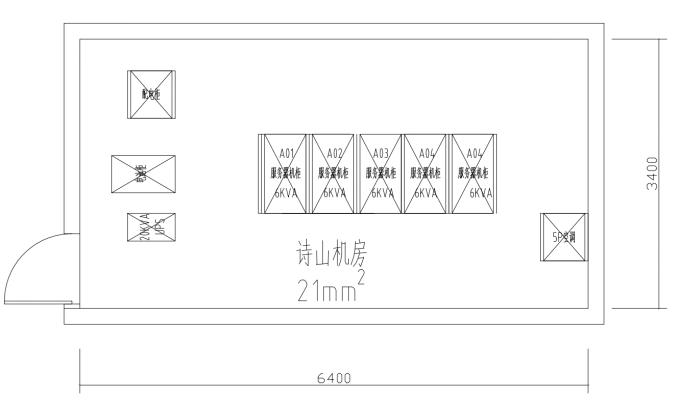 配电柜
A01
服务器机柜
6KVA
A02
服务器机柜
6KVA
A03
服务器机柜
6KVA
A04
服务器机柜
6KVA
A04
服务器机柜
6KVA
电池柜
20KVA
UPS
5P空调
诗山机房
21mm²
3400
6400